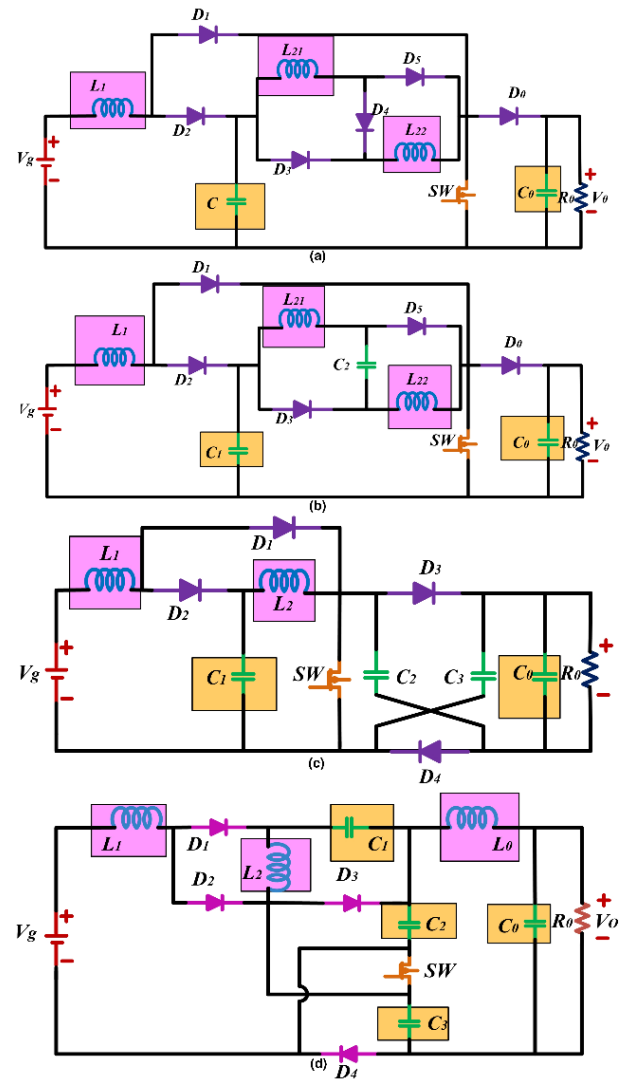 D1
L21
D5
L1
D4
D0
D2
L22
Vg
+
−
D3
C
SW
C0
R0
+
V0
−
(a)
D1
L21
D5
L1
C2
D0
D2
L22
Vg
+
−
D3
C1
SW
C0
R0
+
V0
−
(b)
D1
L1
D3
D2
L2
Vg
+
−
C1
SW
C2
C3
C0
R0
+
−
D4
(c)
L1
D1
C1
L0
L2
D3
D2
Vg
+
−
C2
C0
R0
+
VO
−
SW
C3
D4
(d)